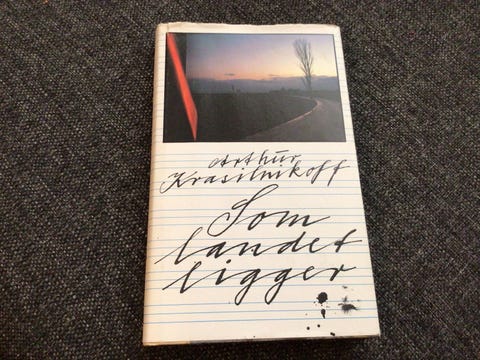 Arthur
Krasilnikoff
Som
landet
ligger